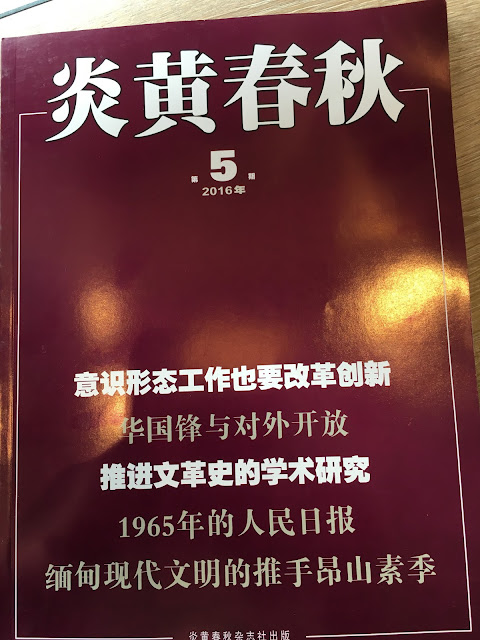 炎黄春秋
第5期
2016年
意识形态工作也要改革创新
华国锋与对外开放
推进文革史的学术研究
1965年的人民日报
缅甸现代文明的推手昂山素季
炎黄春秋杂志社出版